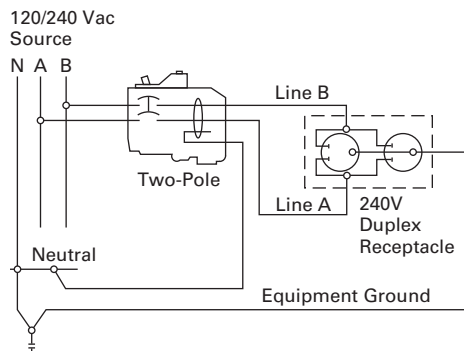 120/240 Vac
Source
N A B
Line B
Two-Pole
Line A
240V
Duplex
Receptacle
Neutral
Equipment Ground